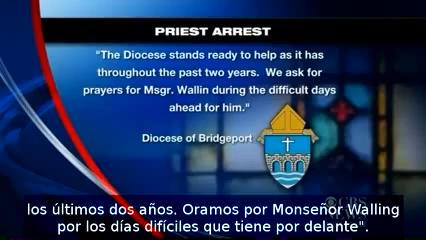 PRIEST ARREST
"The Diocese stands ready to help as it has
throughout the past two years. We ask for
prayers for Msgr. Wallin during the difficult days
ahead for him."
Diocese of Bridgeport
CBS
NEWS
los últimos dos años. Oramos por Monseñor Walling
por los días difíciles que tiene por delante".